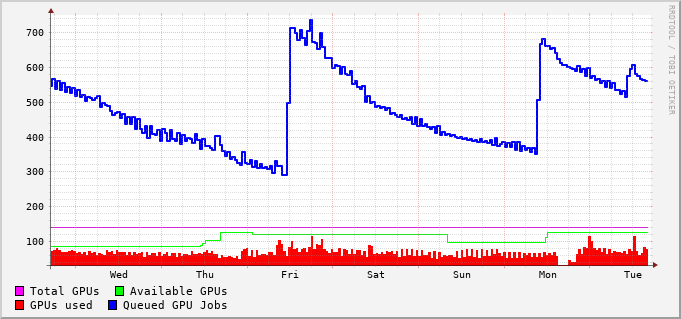 700
600
500
400
300
200
100
Wed Thu Fri Sat Sun Mon Tue
Total GPUs Available GPUs
GPUs used Queued GPU Jobs
RRDTOOL / TOBI OETIKER